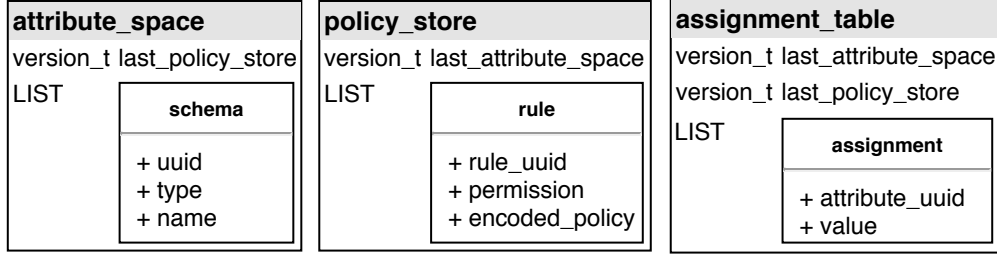 attribute_space
version_t last_policy_store
LIST
schema
+ uuid
+ type
+ name
policy_store
version_t last_attribute_space
LIST
rule
+ rule_uuid
+ permission
+ encoded_policy
assignment_table
version_t last_attribute_space
version_t last_policy_store
LIST
assignment
+ attribute_uuid
+ value